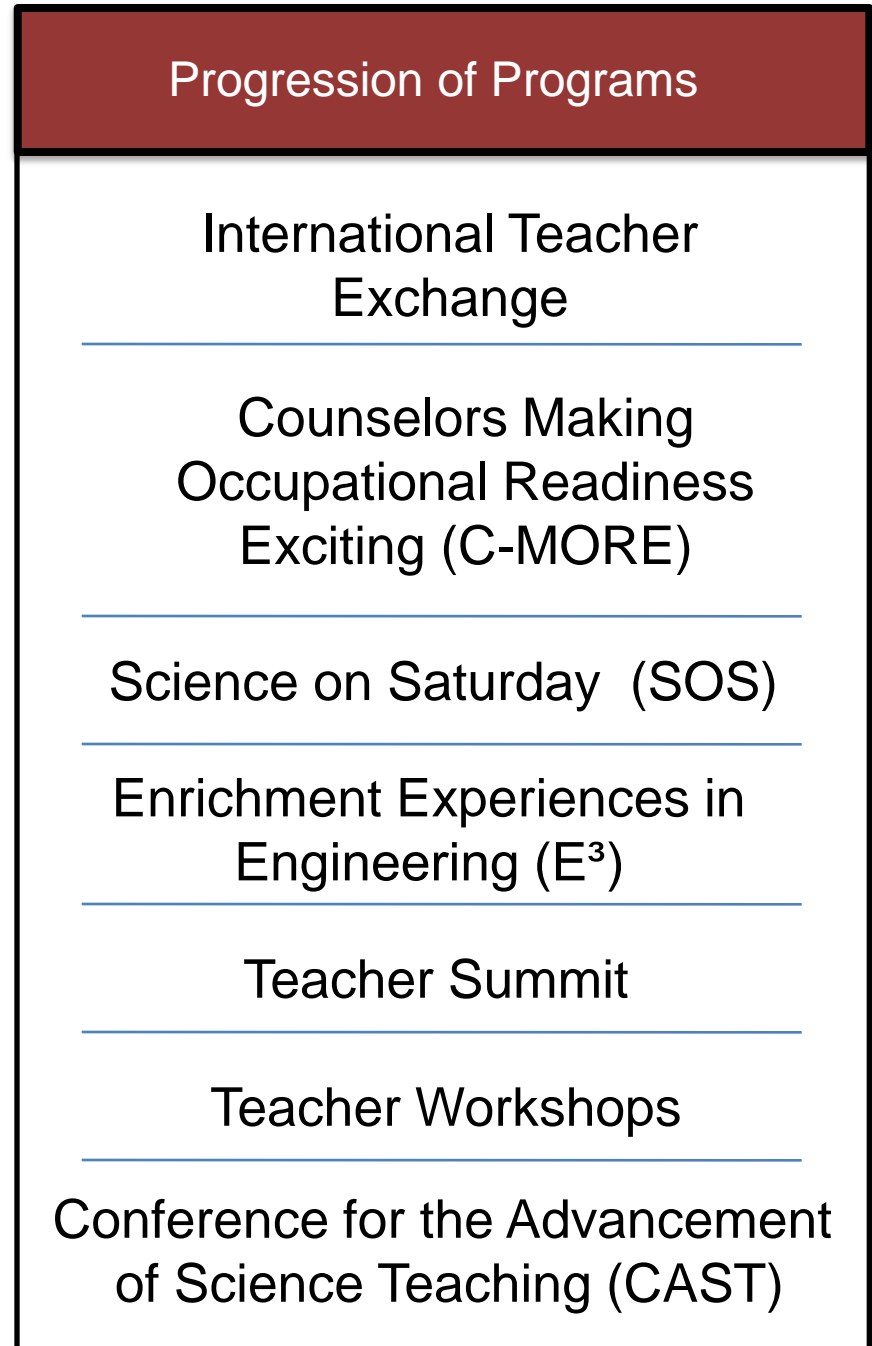 Progression of Programs
International Teacher
Exchange
Counselors Making
Occupational Readiness
Exciting (C-MORE)
Science on Saturday (SOS)
Enrichment Experiences in
Engineering (E³)
Teacher Summit
Teacher Workshops
Conference for the Advancement
of Science Teaching (CAST)